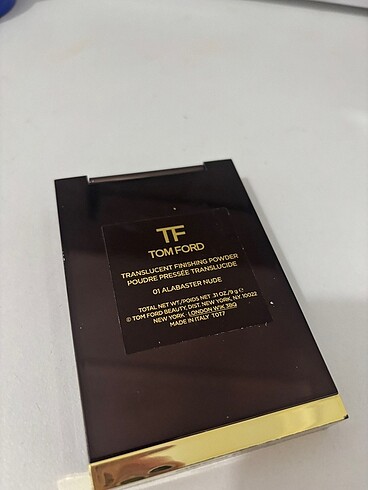 TF
TOM FORD
TRANSLUCENT FINISHING POWDER
POUDRE PRESSÉE TRANSLUCIDE
01 ALABASTER NUDE
TOTAL NET WT/POIDS NET .31 OZ/9 g e
© TOM FORD BEAUTY, DIST. NEW YORK, N.Y. 10022
NEW YORK · LONDON W1K 3BQ
MADE IN ITALY T0T7